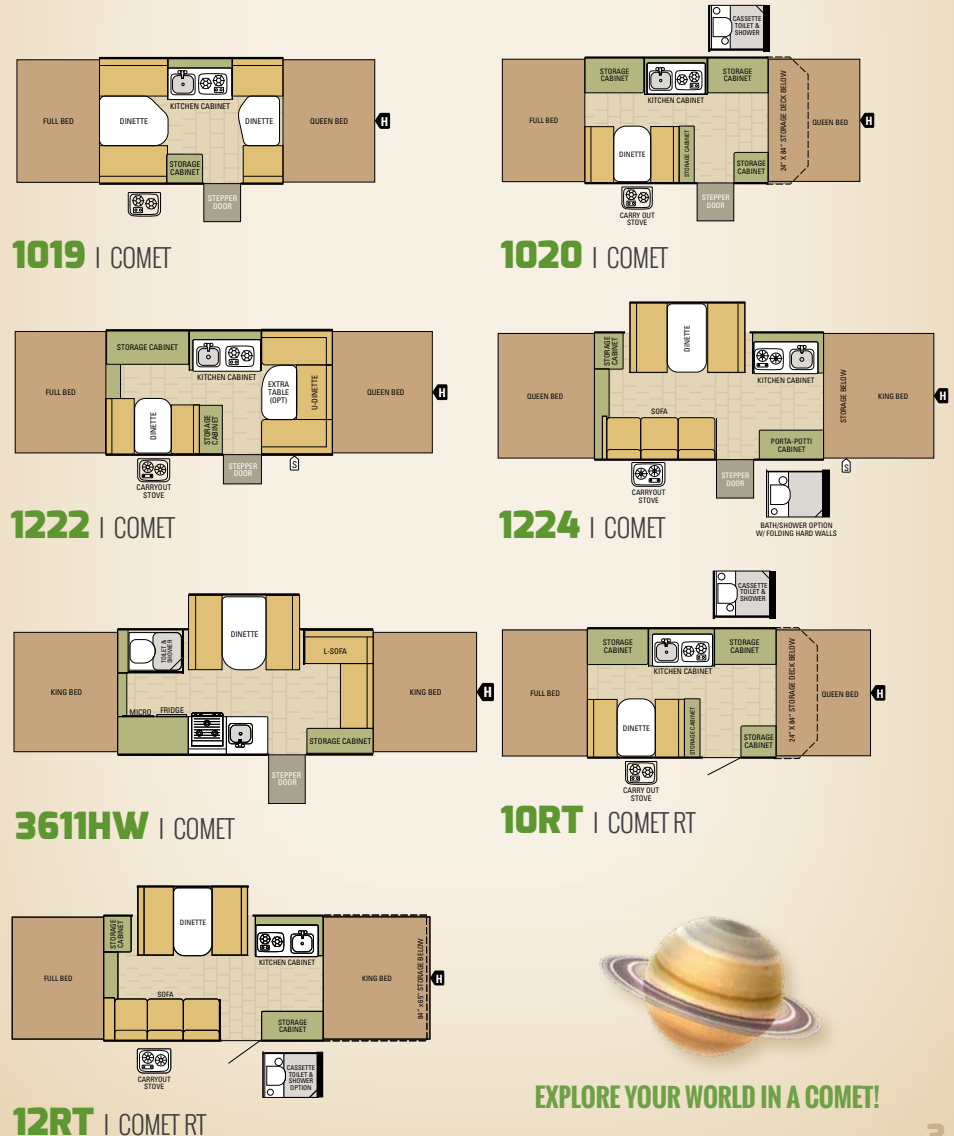 FULL BED
DINETTE
KITCHEN CABINET
DINETTE
QUEEN BED
H
STORAGE
CABINET
STEPPER
DOOR
1019 | COMET
CASSETTE
TOILET &
SHOWER
STORAGE
CABINET
STORAGE
CABINET
KITCHEN CABINET
FULL BED
24" X 84" STORAGE DECK BELOW
QUEEN BED
H
DINETTE
STORAGE CABINET
STORAGE
CABINET
CARRY OUT
STOVE
STEPPER
DOOR
1020 | COMET
STORAGE CABINET
KITCHEN CABINET
FULL BED
EXTRA
TABLE
(OPT)
U-DINETTE
QUEEN BED
H
DINETTE
STORAGE
CABINET
STEPPER
DOOR
S
CARRYOUT
STOVE
1222 | COMET
DINETTE
STORAGE
CABINET
KITCHEN CABINET
QUEEN BED
STORAGE BELOW
KING BED
H
SOFA
PORTA-POTTI
CABINET
S
STEPPER
DOOR
CARRYOUT
STOVE
BATH/SHOWER OPTION
W/ FOLDING HARD WALLS
1224 | COMET
DINETTE
TOILET &
SHOWER
L-SOFA
KING BED
KING BED
H
MICRO
FRIDGE
STORAGE CABINET
STEPPER
DOOR
3611HW | COMET
CASSETTE
TOILET &
SHOWER
STORAGE
CABINET
STORAGE
CABINET
KITCHEN CABINET
FULL BED
24" X 84" STORAGE DECK BELOW
QUEEN BED
H
DINETTE
STORAGE CABINET
STORAGE
CABINET
CARRY OUT
STOVE
10RT | COMET RT
DINETTE
STORAGE
CABINET
KITCHEN CABINET
FULL BED
KING BED
84" x65" STORAGE BELOW
H
SOFA
STORAGE
CABINET
CARRYOUT
STOVE
CASSETTE
TOILET &
SHOWER
OPTION
12RT | COMET RT
EXPLORE YOUR WORLD IN A COMET!